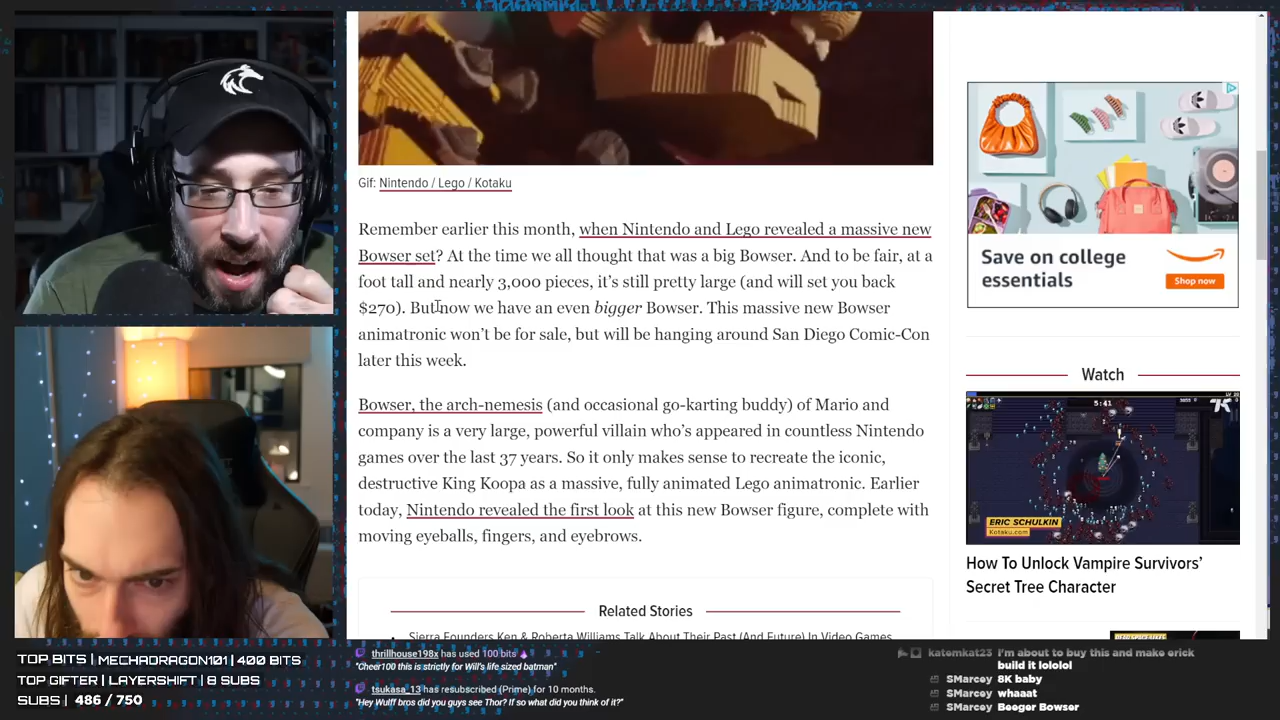 Gif: Nintendo / Lego / Kotaku
Remember earlier this month, when Nintendo and Lego revealed a massive new
Bowser set? At the time we all thought that was a big Bowser. And to be fair, at a
foot tall and nearly 3,000 pieces, it's still pretty large (and will set you back
$270). But now we have an even bigger Bowser. This massive new Bowser
animatronic won't be for sale, but will be hanging around San Diego Comic-Con
later this week.
Bowser, the arch-nemesis (and occasional go-karting buddy) of Mario and
company is a very large, powerful villain who's appeared in countless Nintendo
games over the last 37 years. So it only makes sense to recreate the iconic,
destructive King Koopa as a massive, fully animated Lego animatronic. Earlier
today, Nintendo revealed the first look at this new Bowser figure, complete with
moving eyeballs, fingers, and eyebrows.
Related Stories
Sierra Founders Ken & Roberta Williams Talk About Their Past (And Future) In Video Games
Save on college
essentials
Shop now
Watch
5:41
ERIC SCHULKIN
Kotaku.com
How To Unlock Vampire Survivors'
Secret Tree Character
TOP BITS | MECHADRAGON101 | 400 BITS
TOP GIFTER | LAYERSHIFT | 8 SUBS
SUBS | 486 / 750
thrillhouse198x has used 100 bits
"Cheer100 this is strictly for Will's life sized batman"
tsukasa_13 has resubscribed (Prime) for 10 months.
"Hey Wulff bros did you guys see Thor? If so what did you think of it?"
katemkat23 I'm about to buy this and make erick
build it lololol
SMarcey 8K baby
SMarcey whaaat
SMarcey Beeger Bowser